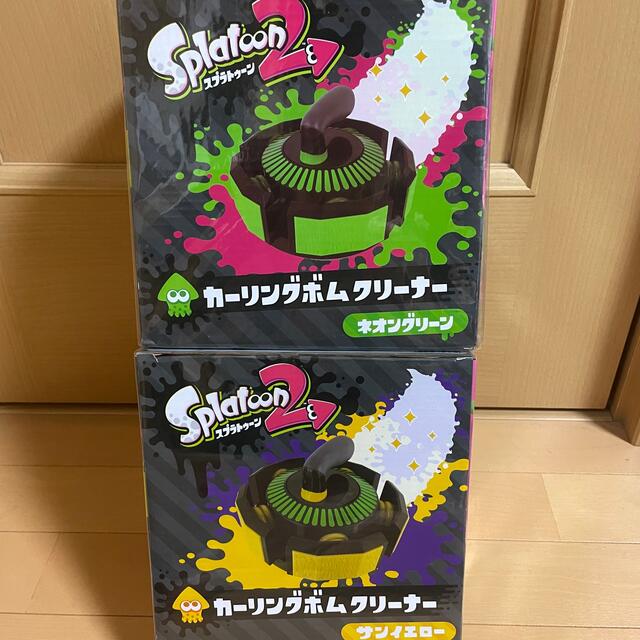 Splatoon2
スプラトゥーン
カーリングボムクリーナー
ネオングリーン
Splatoon2
スプラトゥーン
カーリングボムクリーナー
サンイエロー